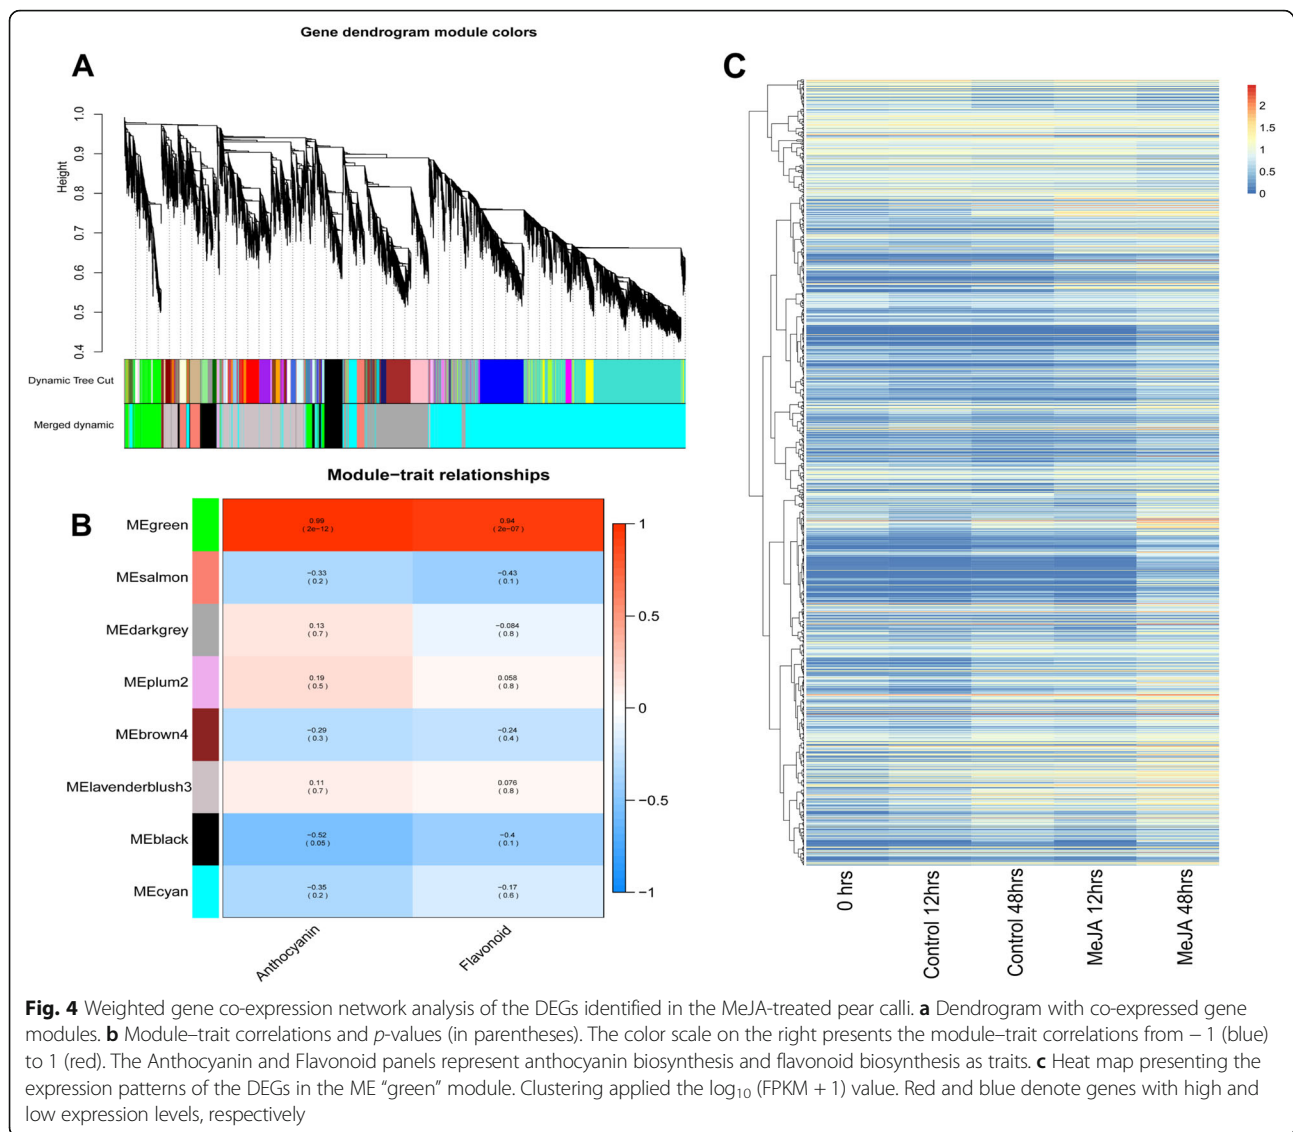 Gene dendrogram module colors
A
Height
1.0
0.9
0.8
0.7
0.6
0.5
0.4
Dynamic Tree Cut
Merged dynamic
Module–trait relationships
B
MEgreen
0.99
( 2e−12 )
0.94
( 2e−07 )
MEsalmon
−0.33
( 0.2 )
−0.43
( 0.1 )
MEdarkgrey
0.13
( 0.7 )
−0.084
( 0.8 )
MEplum2
0.19
( 0.5 )
0.058
( 0.8 )
MEbrown4
−0.29
( 0.3 )
−0.24
( 0.4 )
MElavenderblush3
0.11
( 0.7 )
0.076
( 0.8 )
MEblack
−0.52
( 0.05 )
−0.4
( 0.1 )
MEcyan
−0.35
( 0.2 )
−0.17
( 0.6 )
1
0.5
0
−0.5
−1
Anthocyanin
Flavonoid
C
2
1.5
1
0.5
0
0 hrs
Control 12hrs
Control 48hrs
MeJA 12hrs
MeJA 48hrs
Fig. 4 Weighted gene co-expression network analysis of the DEGs identified in the MeJA-treated pear calli. a Dendrogram with co-expressed gene
modules. b Module–trait correlations and p-values (in parentheses). The color scale on the right presents the module–trait correlations from − 1 (blue)
to 1 (red). The Anthocyanin and Flavonoid panels represent anthocyanin biosynthesis and flavonoid biosynthesis as traits. c Heat map presenting the
expression patterns of the DEGs in the ME “green” module. Clustering applied the log10 (FPKM + 1) value. Red and blue denote genes with high and
low expression levels, respectively